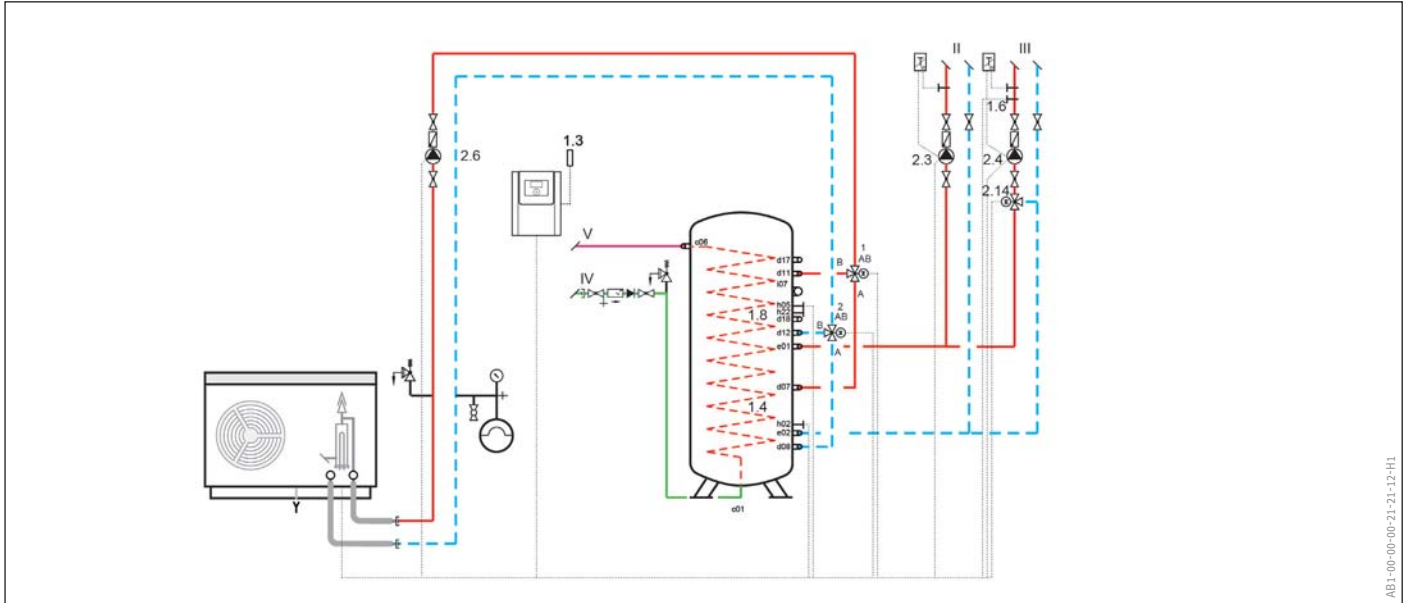 II
III
1.6
2.6
2.3
2.4
1.3
2.14
V
c06
d17
1
AB
B
d11
i07
A
IV
h05
1.8
h22
d18
2
AB
B
d12
e01
A
d07
1.4
h02
e02
d08
c01
AB1-00-00-00-21-21-12-H1